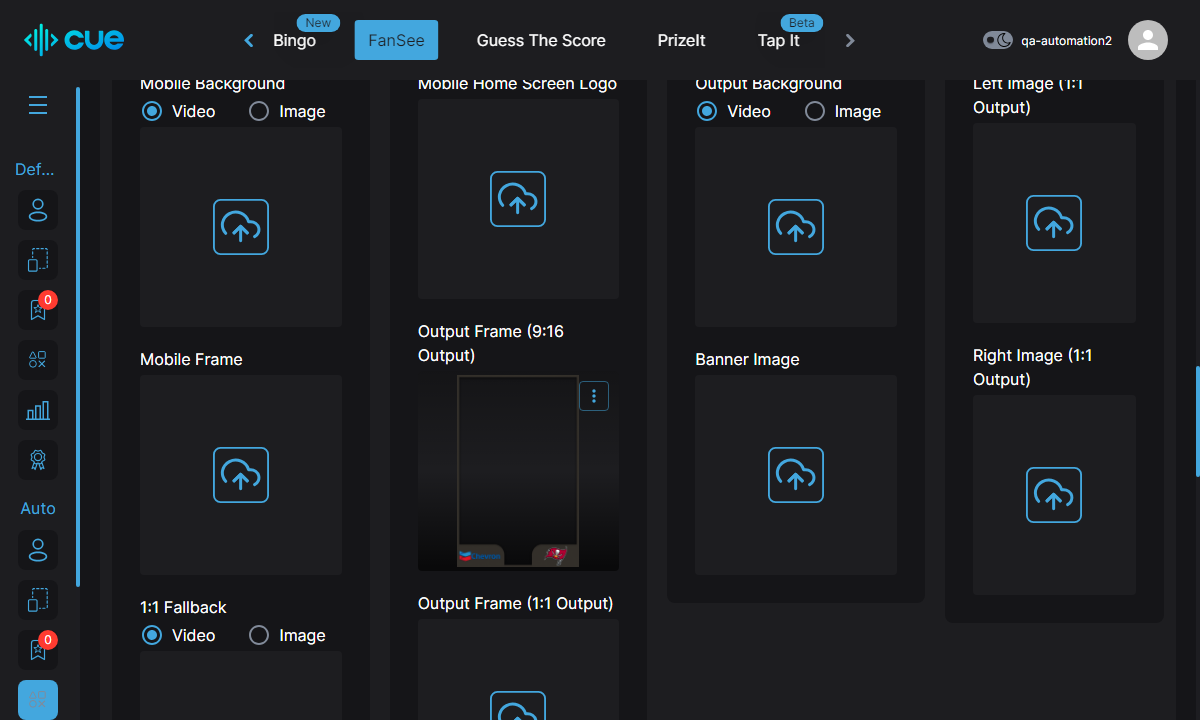 cue
New
Bingo
FanSee
Guess The Score
PrizeIt
Beta
Tap It
qa-automation2
Def...
0
Auto
0
Mobile Background
Video
Image
Mobile Frame
1:1 Fallback
Video
Image
Mobile Home Screen Logo
Output Frame (9:16
Output)
Output Frame (1:1 Output)
Output Background
Video
Image
Banner Image
Left Image (1:1
Output)
Right Image (1:1
Output)